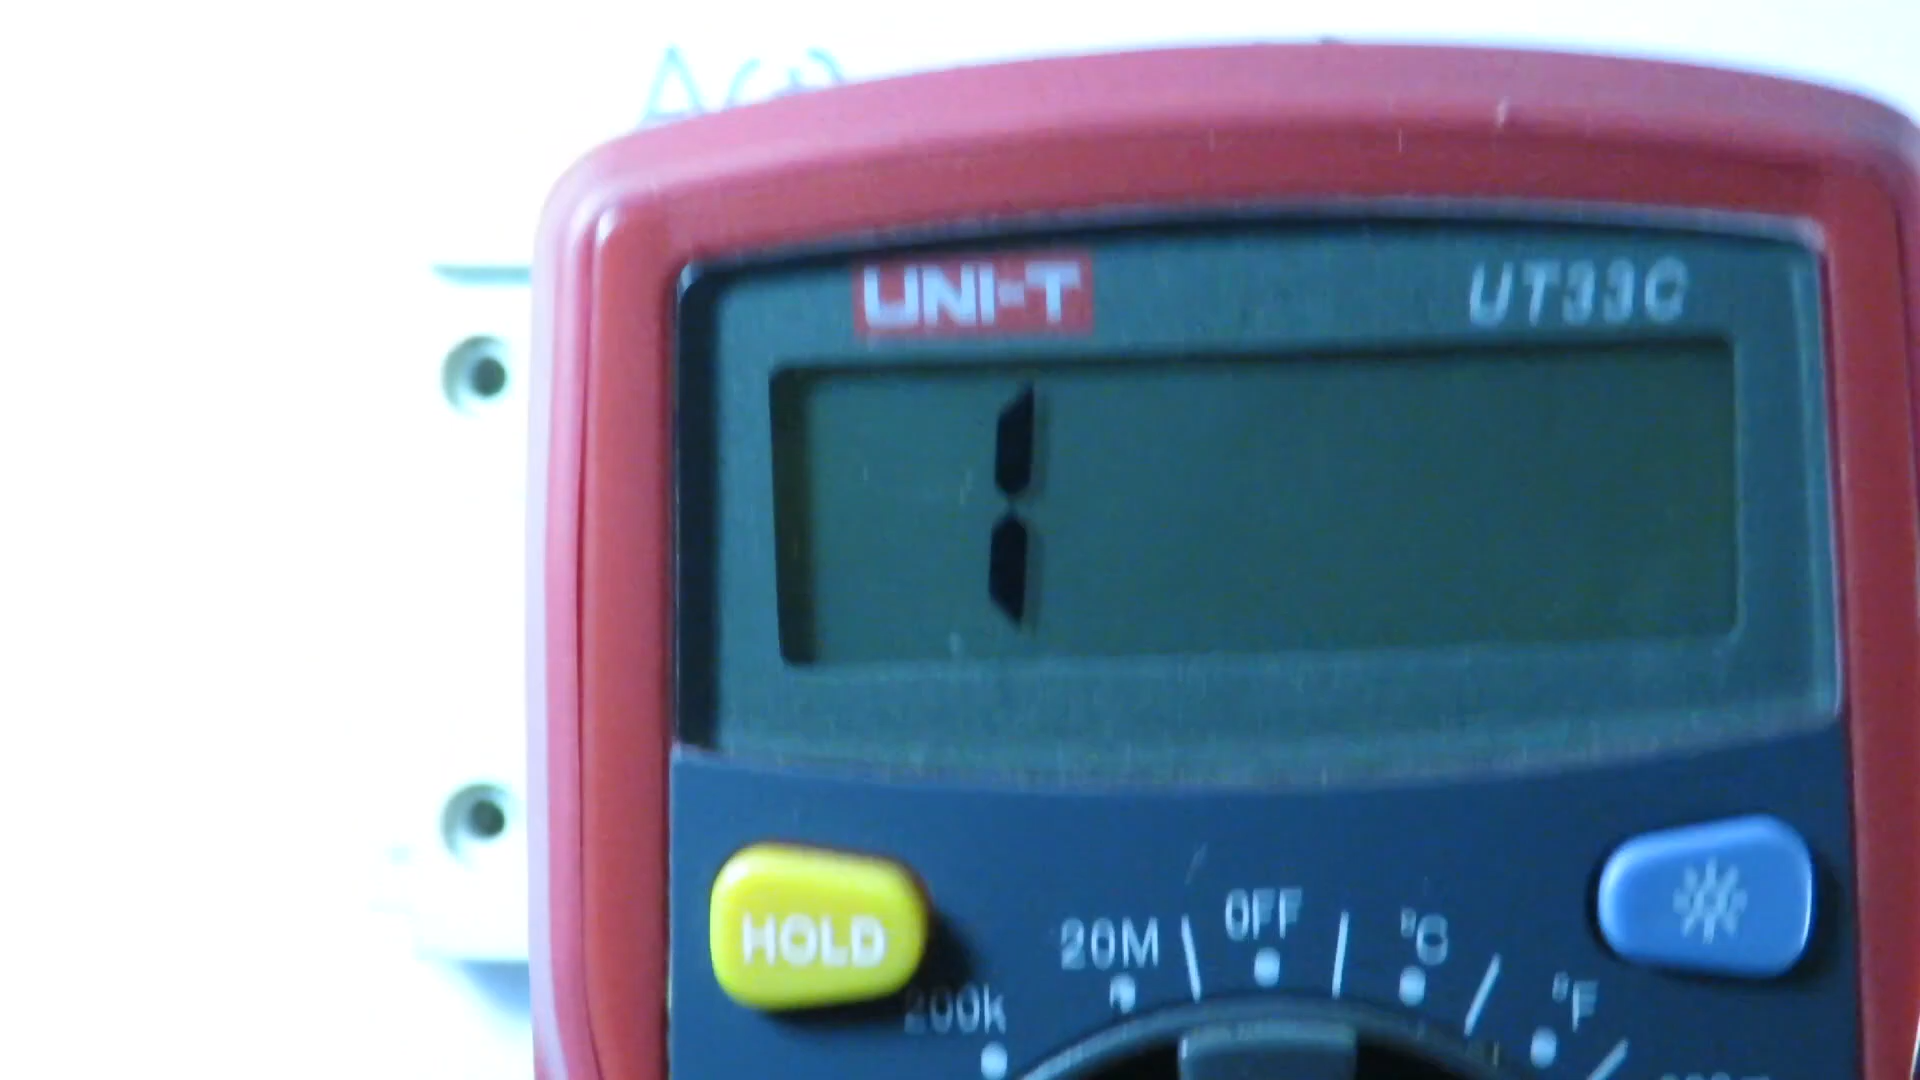 A(+)
UNI-T UT33C
1
HOLD
20M OFF °C
200k °F